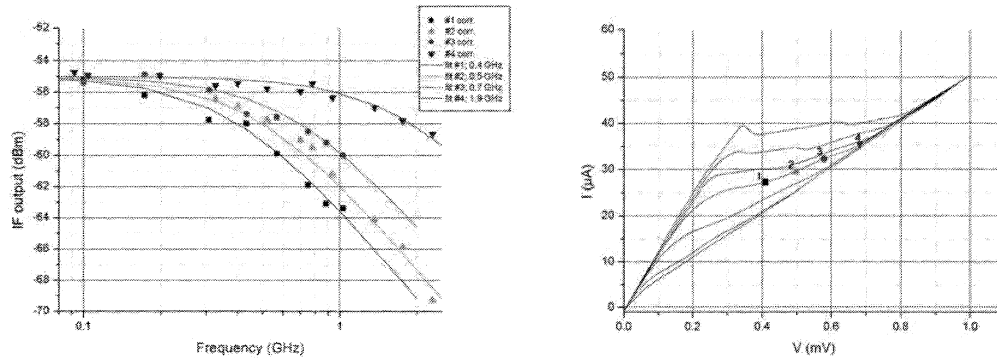 -52
-54
-56
-58
-60
-62
-64
-66
-68
-70
IF output (dBm)
0.1
1
Frequency (GHz)
#1 corr.
#2 corr.
#3 corr.
#4 corr.
fit #1; 0.4 GHz
fit #2; 0.5 GHz
fit #3; 0.7 GHz
fit #4; 1.9 GHz
60
50
40
30
20
10
0
I (µA)
1
2
3
4
0.0
0.2
0.4
0.6
0.8
1.0
V (mV)